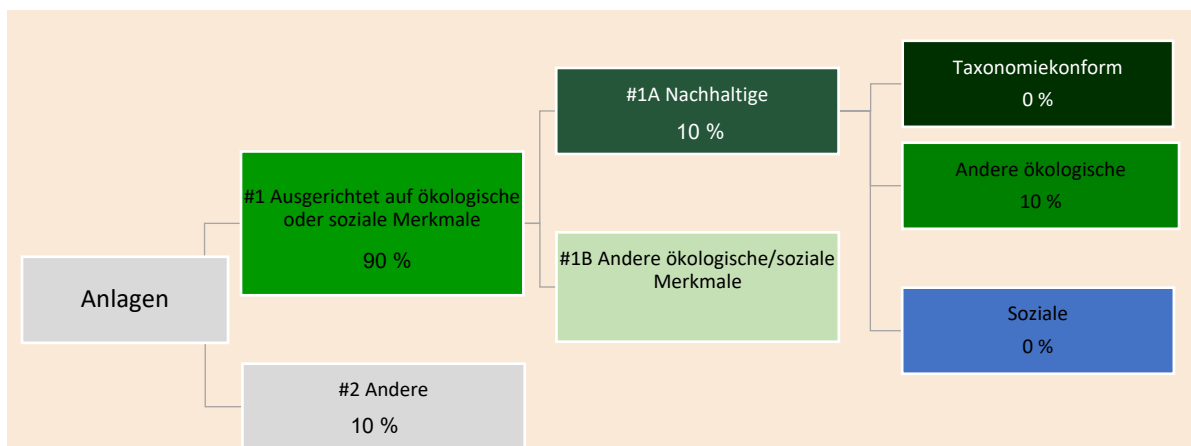 Anlagen
#1 Ausgerichtet auf ökologische
oder soziale Merkmale
90 %
#2 Andere
10 %
#1A Nachhaltige
10 %
#1B Andere ökologische/soziale
Merkmale
Taxonomiekonform
0 %
Andere ökologische
10 %
Soziale
0 %